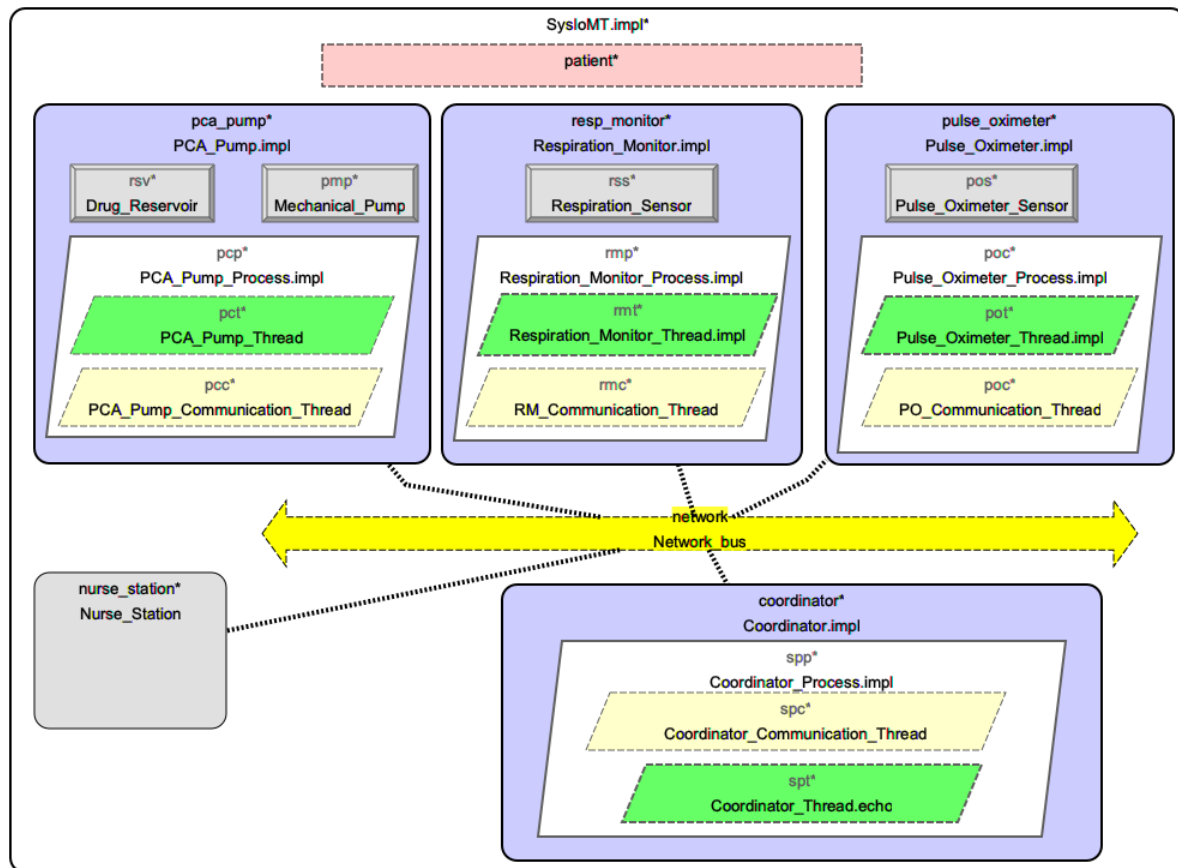 SysIoMT.impl*
patient*
pca_pump*
PCA_Pump.impl
rsv*
Drug_Reservoir
pmp*
Mechanical_Pump
pcp*
PCA_Pump_Process.impl
pct*
PCA_Pump_Thread
pcc*
PCA_Pump_Communication_Thread
resp_monitor*
Respiration_Monitor.impl
rss*
Respiration_Sensor
rmp*
Respiration_Monitor_Process.impl
rmt*
Respiration_Monitor_Thread.impl
rmc*
RM_Communication_Thread
pulse_oximeter*
Pulse_Oximeter.impl
pos*
Pulse_Oximeter_Sensor
poc*
Pulse_Oximeter_Process.impl
pot*
Pulse_Oximeter_Thread.impl
poc*
PO_Communication_Thread
network
Network_bus
nurse_station*
Nurse_Station
coordinator*
Coordinator.impl
spp*
Coordinator_Process.impl
spc*
Coordinator_Communication_Thread
spt*
Coordinator_Thread.echo